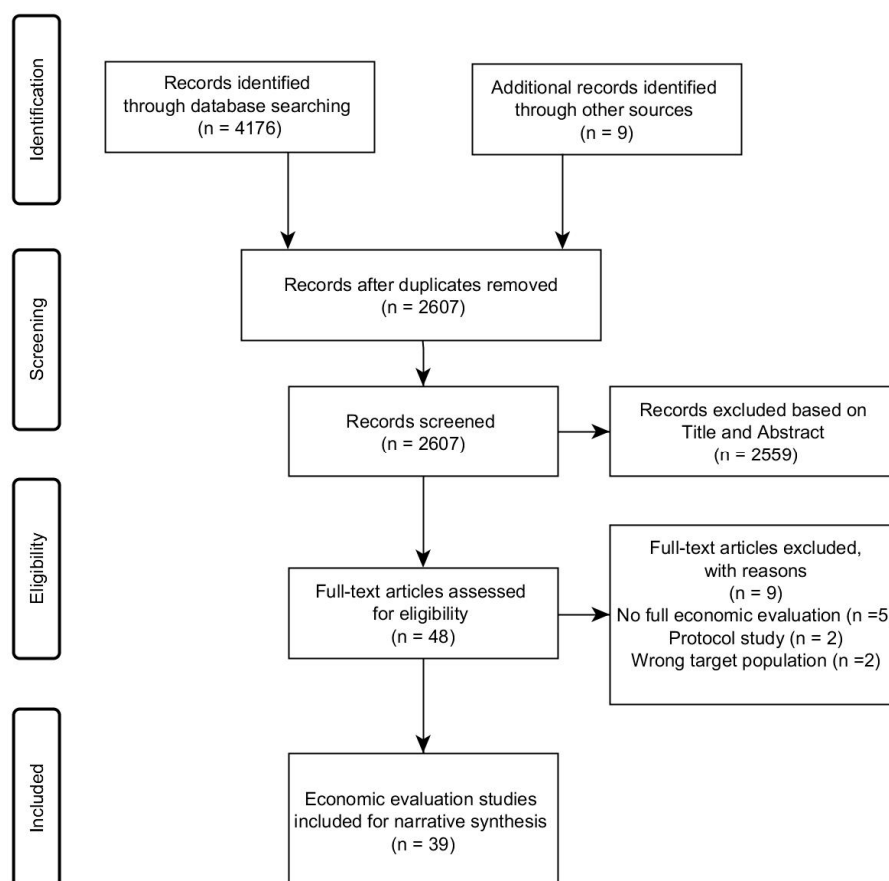 Identification
Records identified
through database searching
(n = 4176)
Additional records identified
through other sources
(n = 9)
Screening
Records after duplicates removed
(n = 2607)
Records screened
(n = 2607)
Records excluded based on
Title and Abstract
(n = 2559)
Eligibility
Full-text articles assessed
for eligibility
(n = 48)
Full-text articles excluded,
with reasons
(n = 9)
No full economic evaluation (n =5
Protocol study (n = 2)
Wrong target population (n =2)
Included
Economic evaluation studies
included for narrative synthesis
(n = 39)